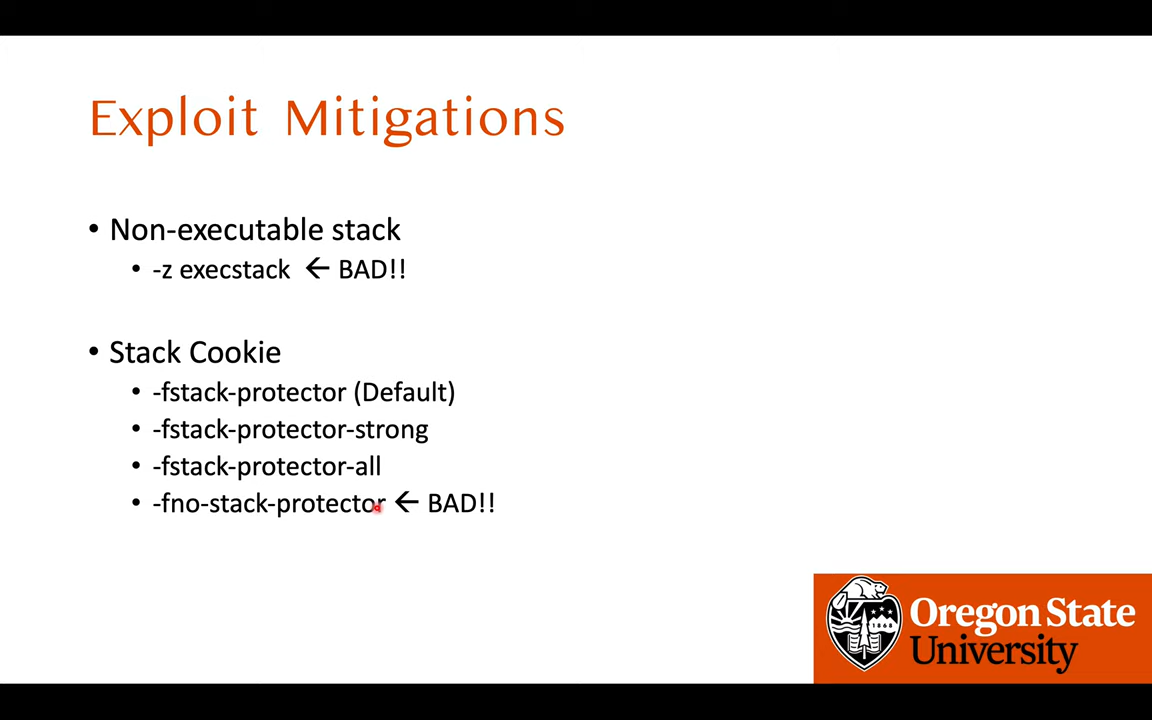 Exploit Mitigations
• Non-executable stack
• -z execstack ← BAD!!
• Stack Cookie
• -fstack-protector (Default)
• -fstack-protector-strong
• -fstack-protector-all
• -fno-stack-protector ← BAD!!
Oregon State
University